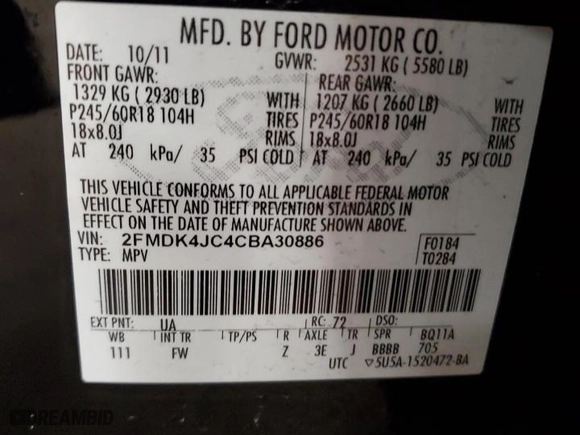 MFD. BY FORD MOTOR CO.
DATE: 10/11 GVWR: 2531 KG ( 5580 LB)
FRONT GAWR: REAR GAWR:
1329 KG ( 2930 LB) WITH 1207 KG ( 2660 LB) WITH
P245/60R18 104H TIRES P245/60R18 104H TIRES
18x8.0J RIMS 18x8.0J RIMS
AT 240 kPa/ 35 PSI COLD AT 240 kPa/ 35 PSI COLD
THIS VEHICLE CONFORMS TO ALL APPLICABLE FEDERAL MOTOR
VEHICLE SAFETY AND THEFT PREVENTION STANDARDS IN
EFFECT ON THE DATE OF MANUFACTURE SHOWN ABOVE.
VIN: 2FMDK4JC4CBA30886 F0184
TYPE: MPV T0284
EXT PNT: UA RC: 72 DSO:
WB INT TR TP/PS R AXLE TR SPR BQ11A
111 FW Z 3E J BBBB 705
UTC 5U5A-1520472-BA
DREAMBID